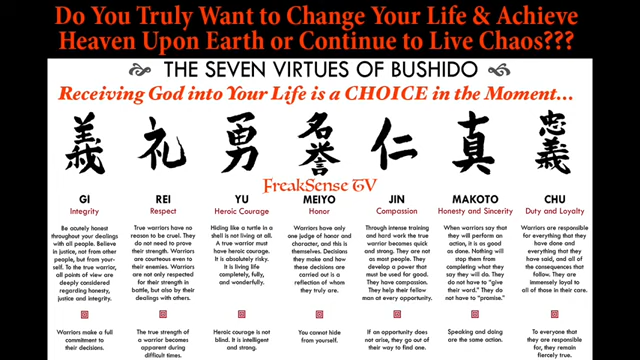 Do You Truly Want to Change Your Life & Achieve
Heaven Upon Earth or Continue to Live Chaos???
THE SEVEN VIRTUES OF BUSHIDO
Receiving God into Your Life is a CHOICE in the Moment...
義 礼 勇 名誉 仁 真 忠義
FreakSense TV
GI
Integrity
Be acutely honest
throughout your dealings
with all people. Believe
in justice, not from other
people, but from your-
self. To the true warrior,
all points of view are
deeply considered
regarding honesty,
justice and integrity.
Warriors make a full
commitment to
their decisions.
REI
Respect
True warriors have no
reason to be cruel. They
do not need to prove
their strength. Warriors
are courteous even to
their enemies. Warriors
are not only respected
for their strength in
battle, but also by their
dealings with others.
The true strength of
a warrior becomes
apparent during
difficult times.
YU
Heroic Courage
Hiding like a turtle in a
shell is not living at all.
A true warrior must
have heroic courage.
It is absolutely risky.
It is living life
completely, fully,
and wonderfully.
Heroic courage is not
blind. It is intelligent
and strong.
MEIYO
Honor
Warriors have only
one judge of honor and
character, and this is
themselves. Decisions
they make and how
these decisions are
carried out is a
reflection of whom
they truly are.
You cannot hide
from yourself.
JIN
Compassion
Through intense training
and hard work the true
warrior becomes quick
and strong. They are not
as most people. They
develop a power that
must be used for good.
They have compassion.
They help their fellow
man at every opportunity.
If an opportunity
does not arise, they go out
of their way to find one.
MAKOTO
Honesty and Sincerity
When warriors say that
they will perform an
action, it is as good
as done. Nothing will
stop them from
completing what they
say they will do. They
do not have to "give
their word." They do
not have to "promise."
Speaking and doing
are the same action.
CHU
Duty and Loyalty
Warriors are responsible
for everything that they
have done and
everything that they
have said, and all of
the consequences
that follow. They are
immensely loyal to
all of those in their care.
To everyone that
they are responsible
for, they remain
fiercely true.